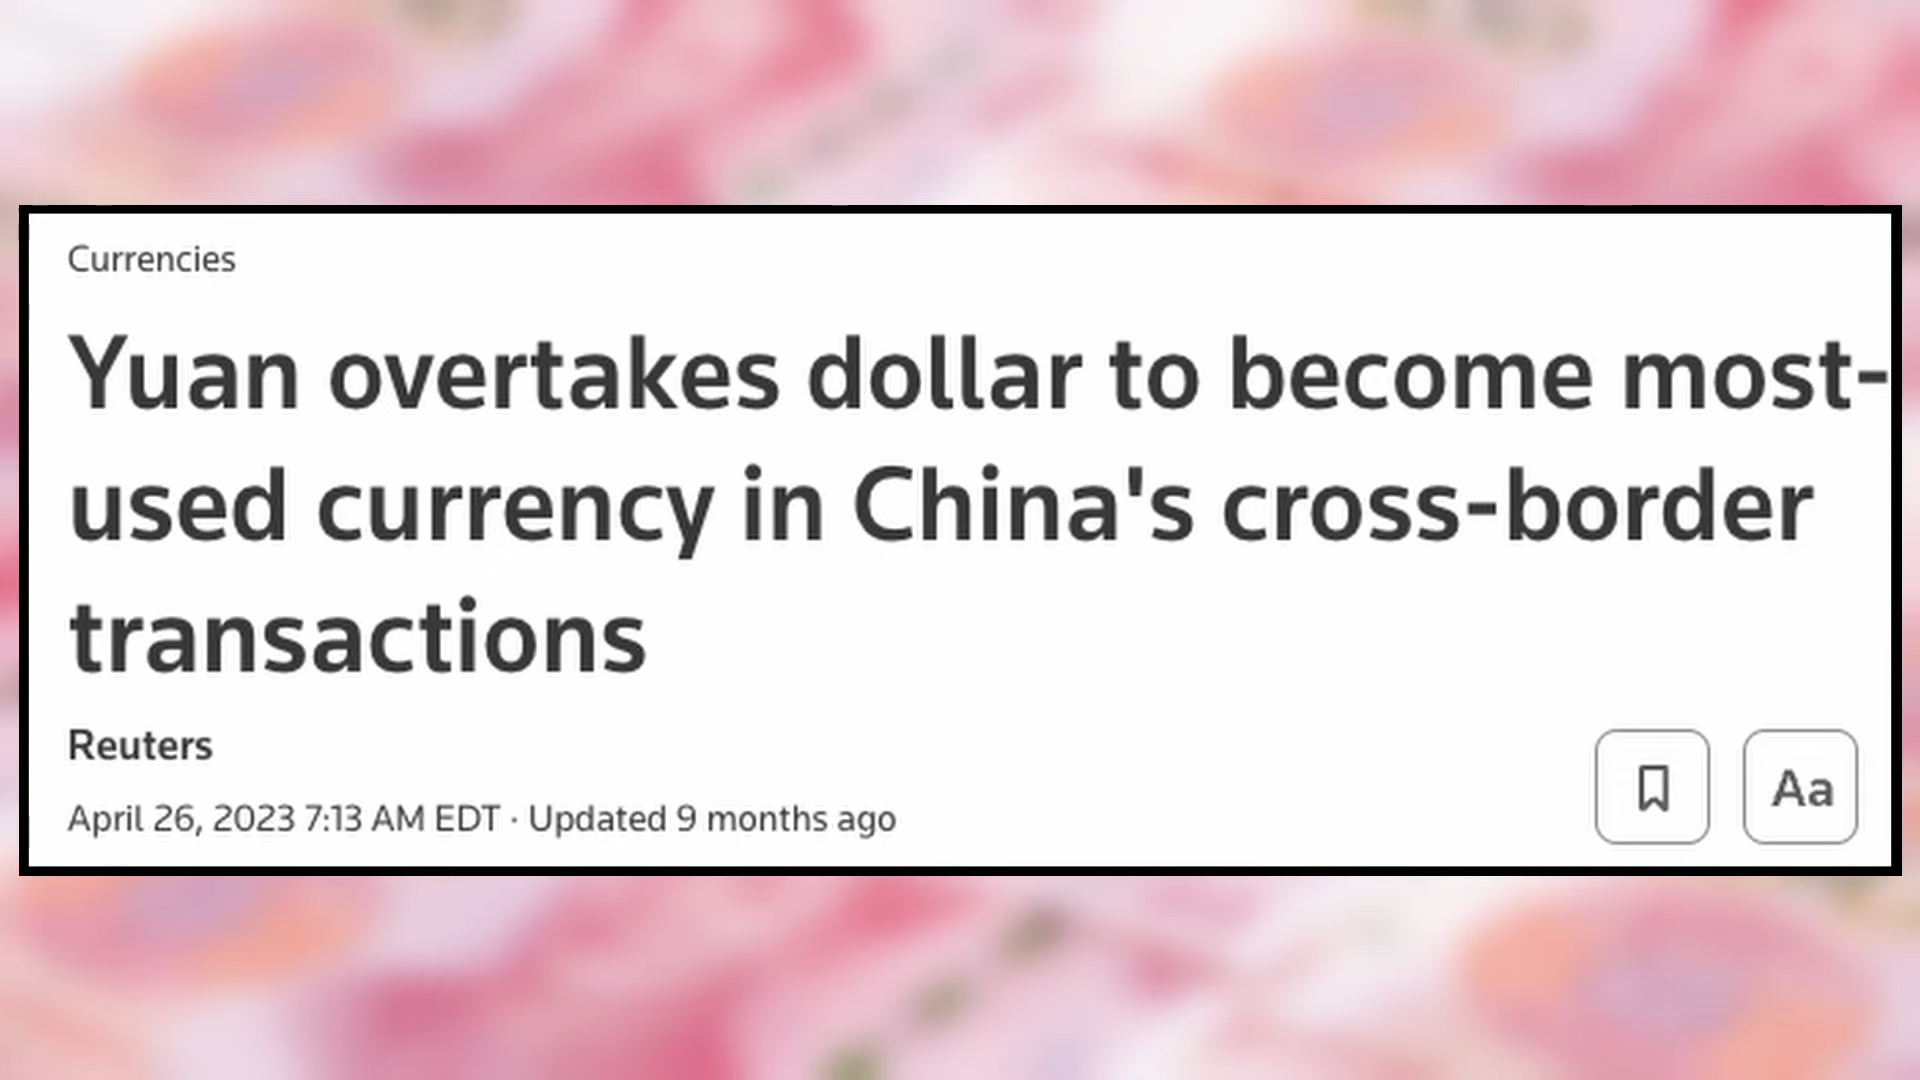 Currencies
Yuan overtakes dollar to become most-
used currency in China's cross-border
transactions
Reuters
April 26, 2023 7:13 AM EDT · Updated 9 months ago
Aa